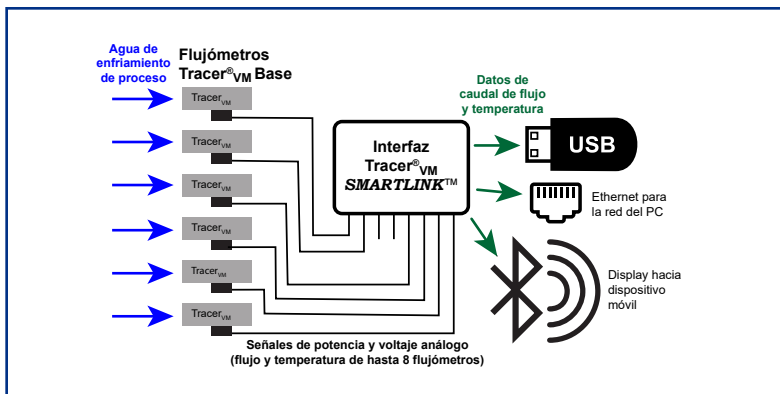 Agua de
enfriamiento
de proceso
Flujómetros
Tracer®VM Base
TracerVM
TracerVM
TracerVM
TracerVM
TracerVM
TracerVM
Interfaz
Tracer®VM
SMARTLINK™
Datos de
caudal de flujo
y temperatura
USB
Ethernet para
la red del PC
Display hacia
dispositivo
móvil
Señales de potencia y voltaje análogo
(flujo y temperatura de hasta 8 flujómetros)